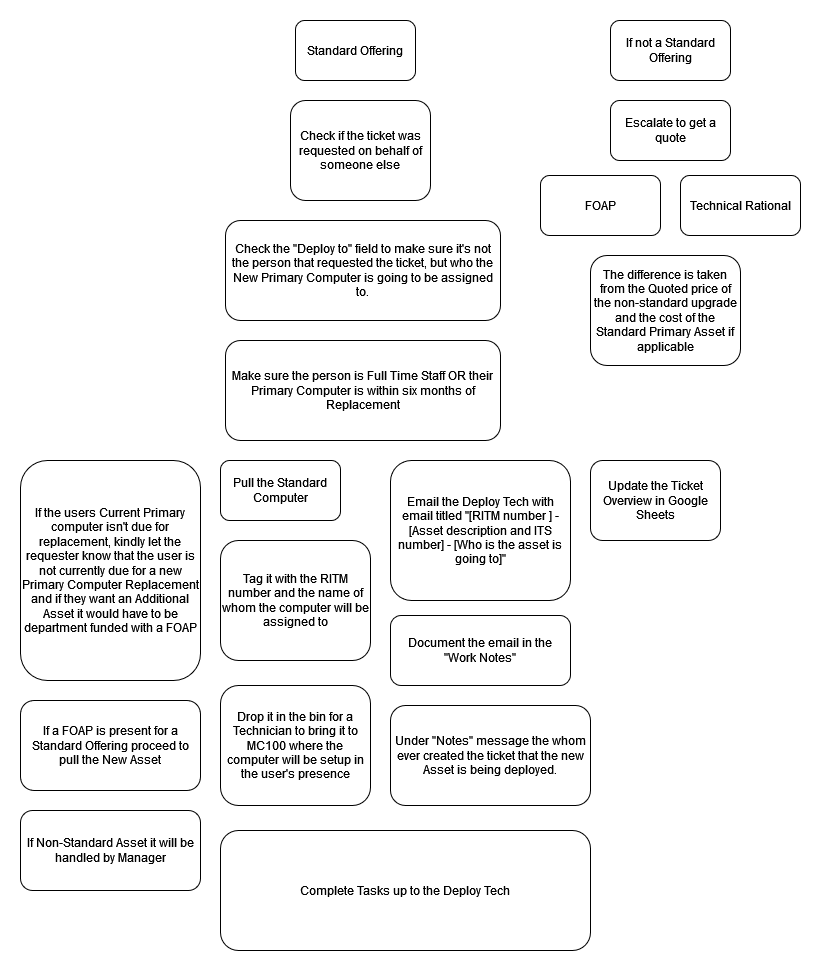 Standard Offering
If not a Standard
Offering
Check if the ticket was
requested on behalf of
someone else
Escalate to get a
quote
FOAP
Technical Rational
Check the "Deploy to" field to make sure it's not
the person that requested the ticket, but who the
New Primary Computer is going to be assigned
to.
The difference is taken
from the Quoted price of
the non-standard upgrade
and the cost of the
Standard Primary Asset if
applicable
Make sure the person is Full Time Staff OR their
Primary Computer is within six months of
Replacement
If the users Current Primary
computer isn't due for
replacement, kindly let the
requester know that the user is
not currently due for a new
Primary Computer Replacement
and if they want an Additional
Asset it would have to be
department funded with a FOAP
If a FOAP is present for a
Standard Offering proceed to
pull the New Asset
If Non-Standard Asset it will be
handled by Manager
Pull the Standard
Computer
Tag it with the RITM
number and the name of
whom the computer will be
assigned to
Drop it in the bin for a
Technician to bring it to
MC100 where the
computer will be setup in
the user's presence
Email the Deploy Tech with
email titled "[RITM number ] -
[Asset description and ITS
number] - [Who is the asset is
going to]"
Document the email in the
"Work Notes"
Under "Notes" message the whom
ever created the ticket that the new
Asset is being deployed.
Update the Ticket
Overview in Google
Sheets
Complete Tasks up to the Deploy Tech